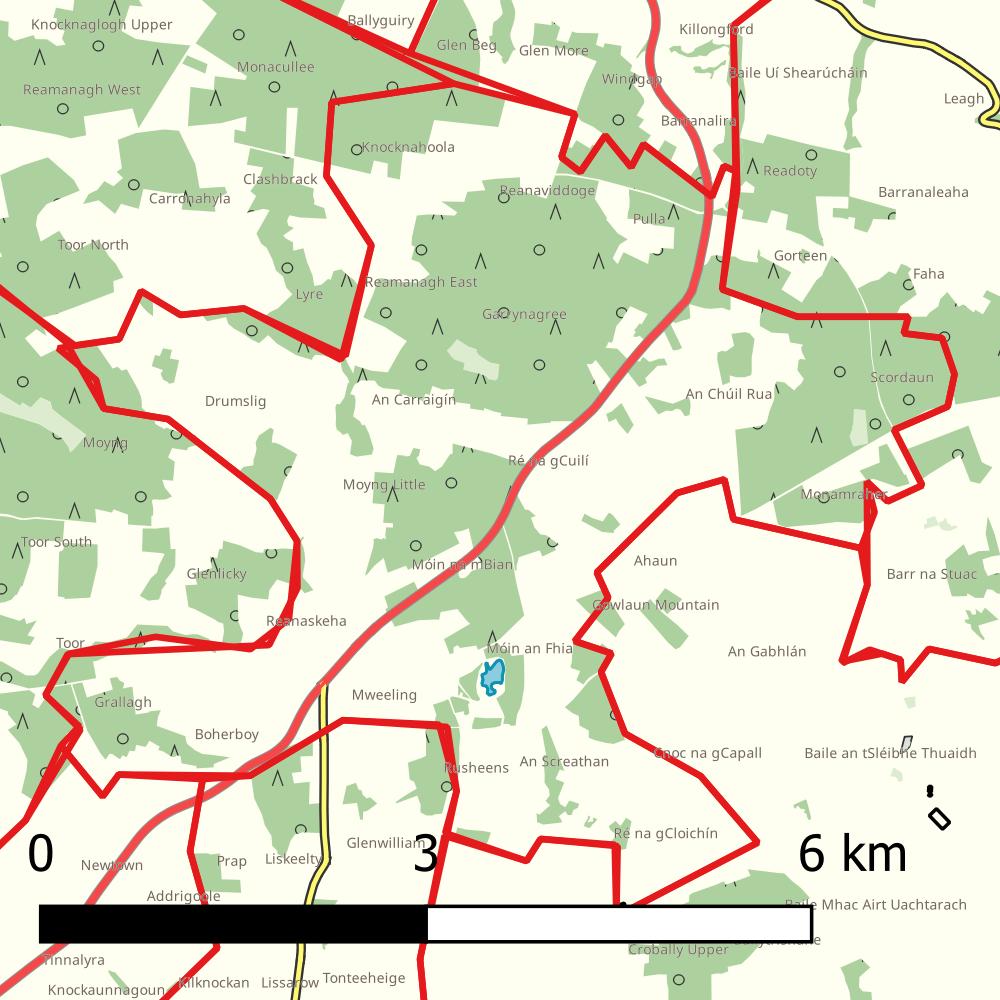 Knocknaglogh Upper
Ballyguiry
Killongford
Glen Beg
Glen More
Monacullee
Windgap
Baile Uí Shearúcháin
Reamanagh West
Leagh
Barranalira
Knocknahoola
Clashbrack
Readoty
Carronahyla
Reanaviddoge
Barranaleaha
Pulla
Toor North
Gorteen
Faha
Lyre
Reamanagh East
Garrynagree
Scordaun
Drumslig
An Carraigín
An Chúil Rua
Moyng
Ré na gCuilí
Moyng Little
Monamraher
Toor South
Móin na mBian
Ahaun
Glenlicky
Barr na Stuac
Gowlaun Mountain
Reanaskeha
Toor
Móin an Fhia
An Gabhlán
Mweeling
Grallagh
Boherboy
Cnoc na gCapall
Baile an tSléibhe Thuaidh
Rusheens
An Screathan
Ré na gCloichín
Glenwilliam
0
3
6 km
Newtown
Prap
Liskeelty
Addrigoole
Baile Mhac Airt Uachtarach
Crobally Upper
Tinnalyra
Knockaunnagoun
Kilknockan
Lissarow
Tonteeheige